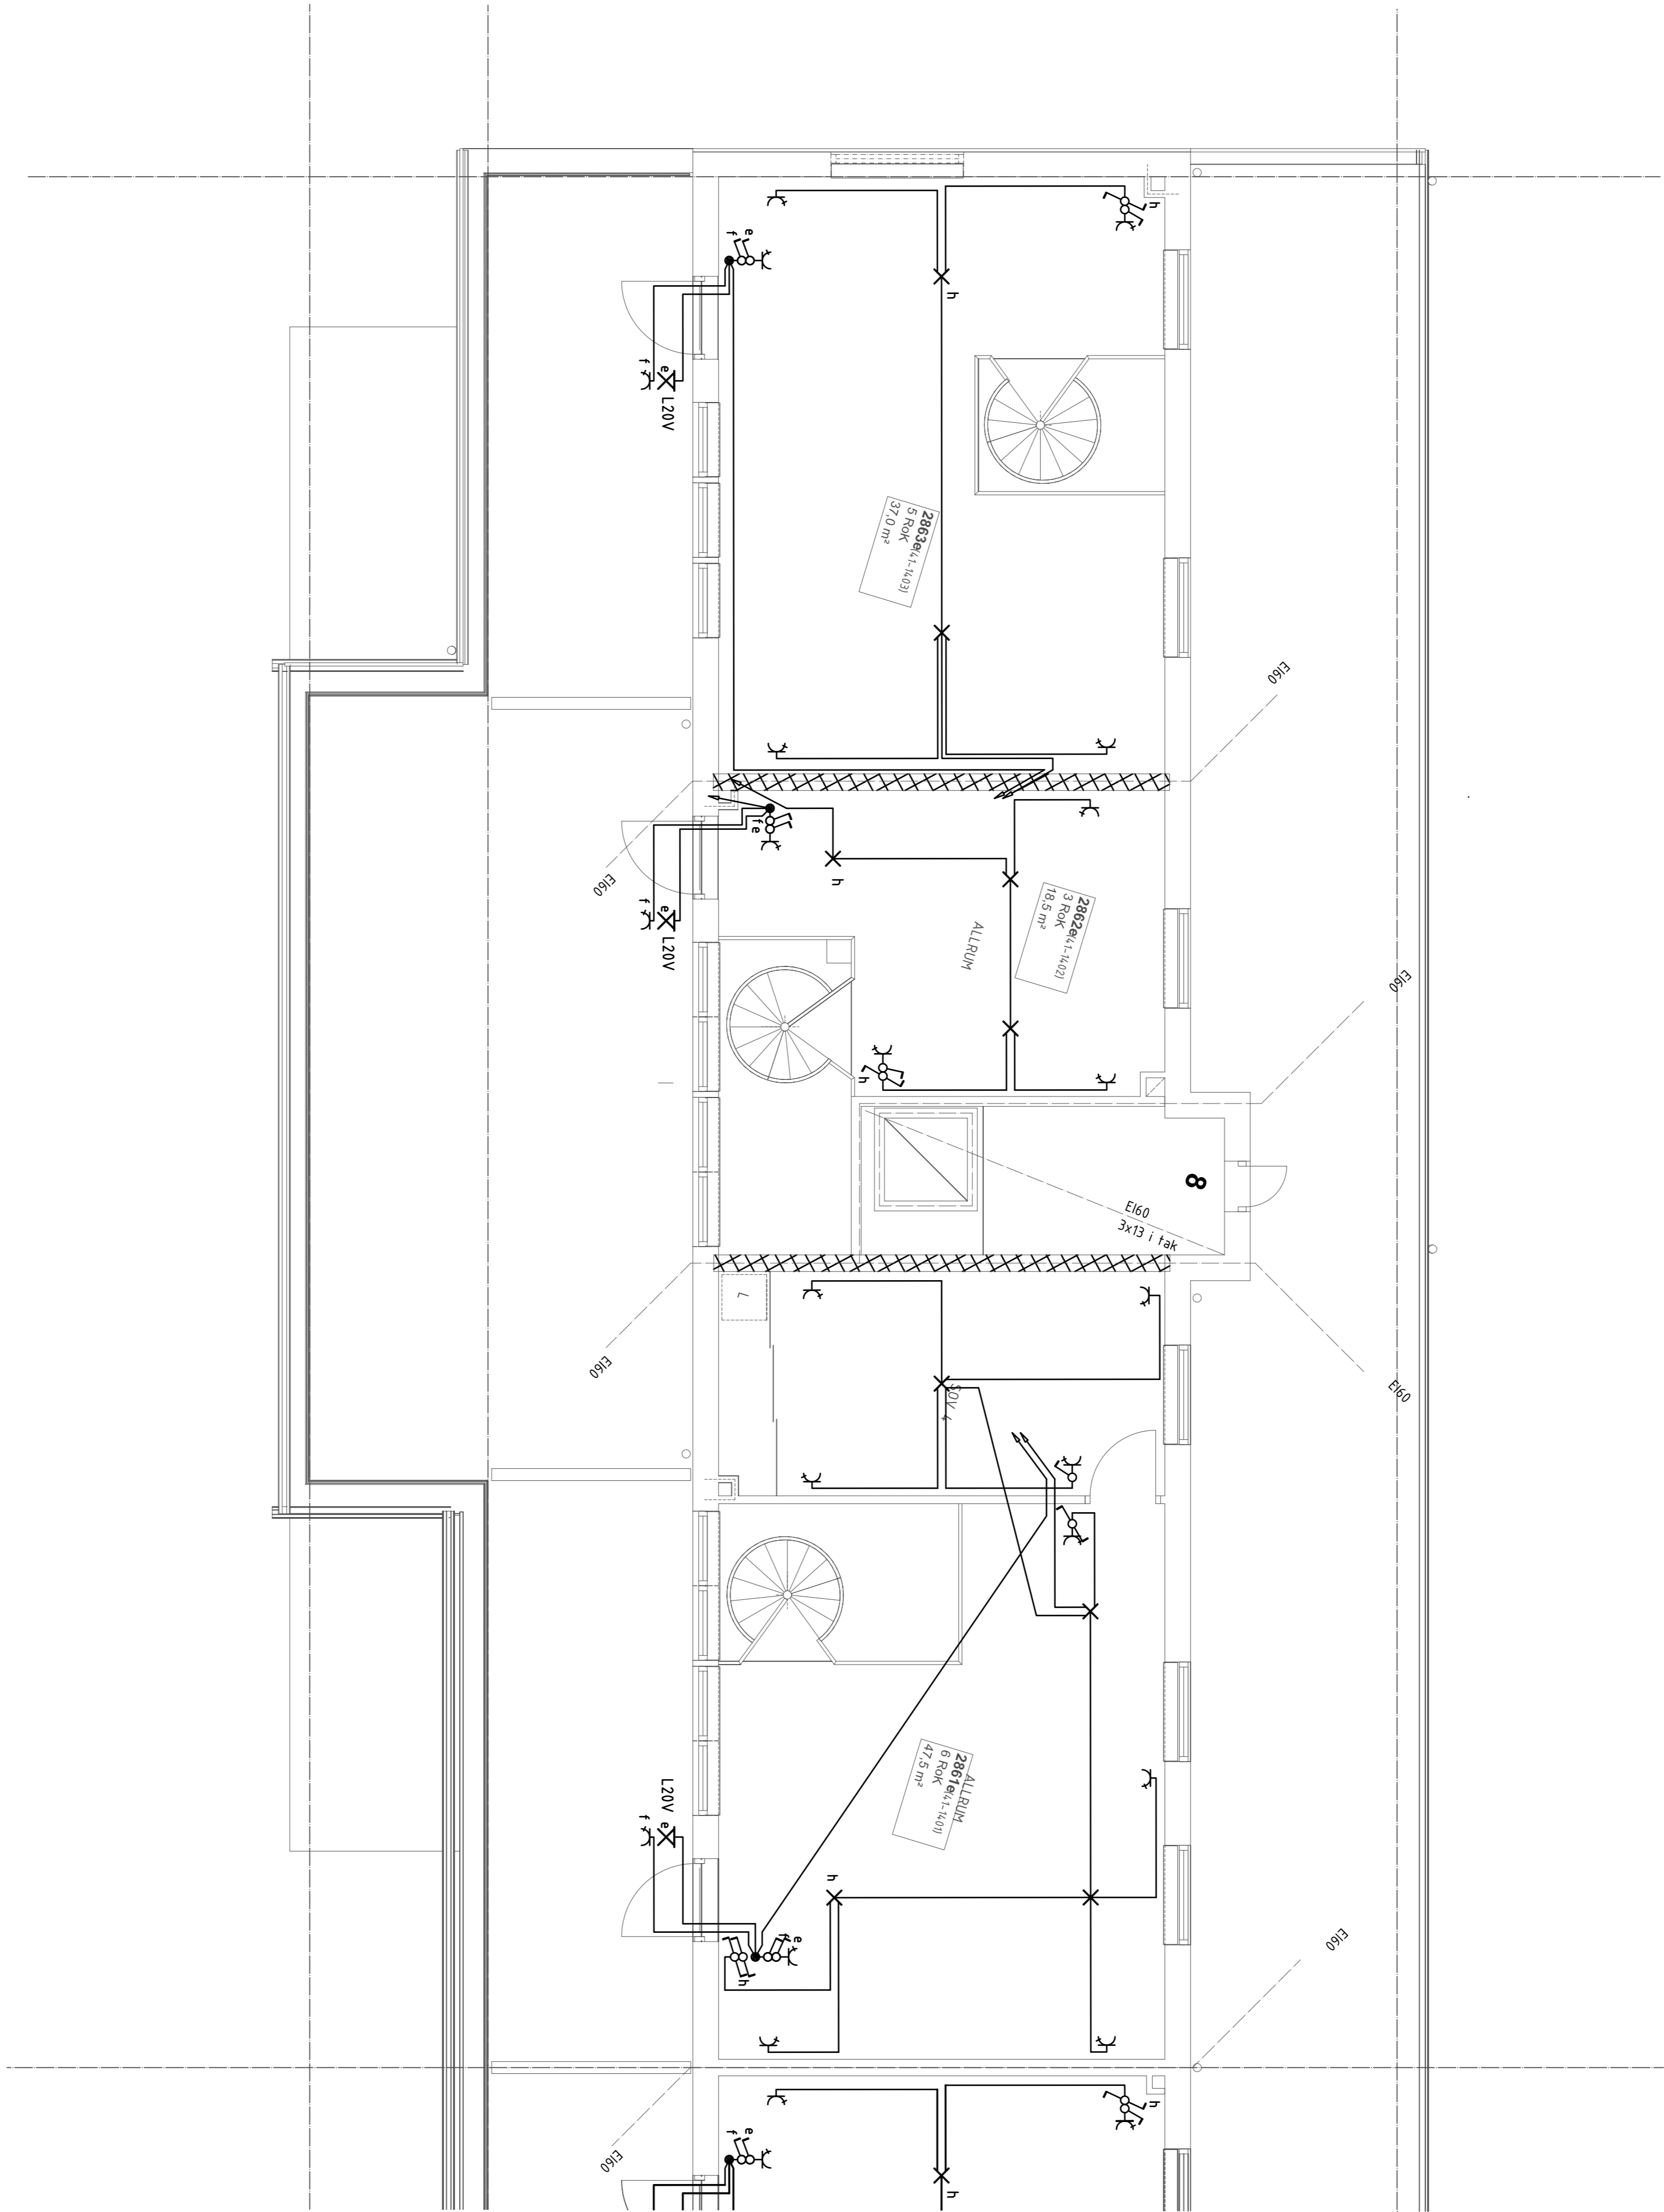 h
e
f
h
f
e
L20V
2863e(41-1403)
5 RoK
37,0 m²
EI60
f e
h
EI60
f
e
L20V
2862e(41-1402)
3 RoK
18,5 m²
ALLRUM
EI60
h
8
EI60
3x13 i tak
L
EI60
SOV 4
EI60
2861e(41-1401)
6 RoK
47,5 m²
ALLRUM
L20V
f
e
h
e
f
h
EI60
h
e
f
EI60
h